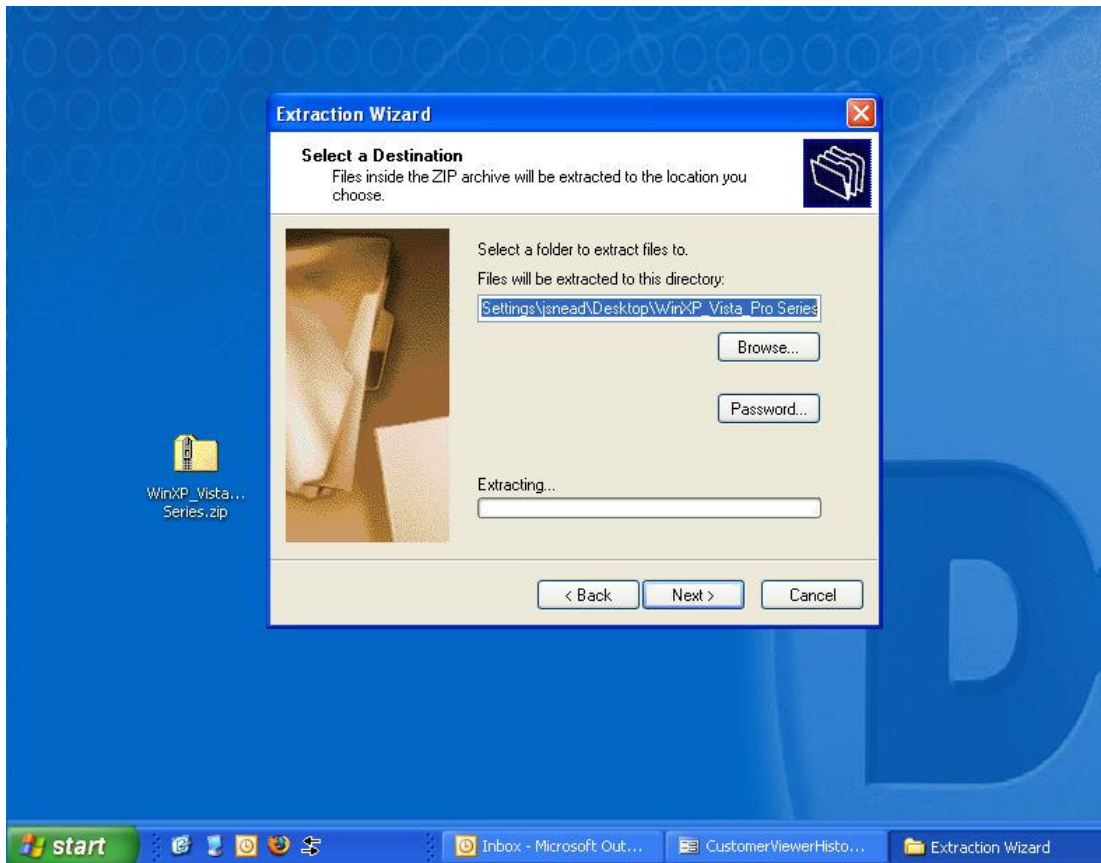 Extraction Wizard
Select a Destination
Files inside the ZIP archive will be extracted to the location you
choose.
Select a folder to extract files to.
Files will be extracted to this directory:
Settings\jsnead\Desktop\WinXP_Vista_Pro Series
Browse...
Password...
WinXP_Vista...
Series.zip
Extracting...
< Back
Next >
Cancel
D
start
Inbox - Microsoft Out...
CustomerViewerHisto...
Extraction Wizard